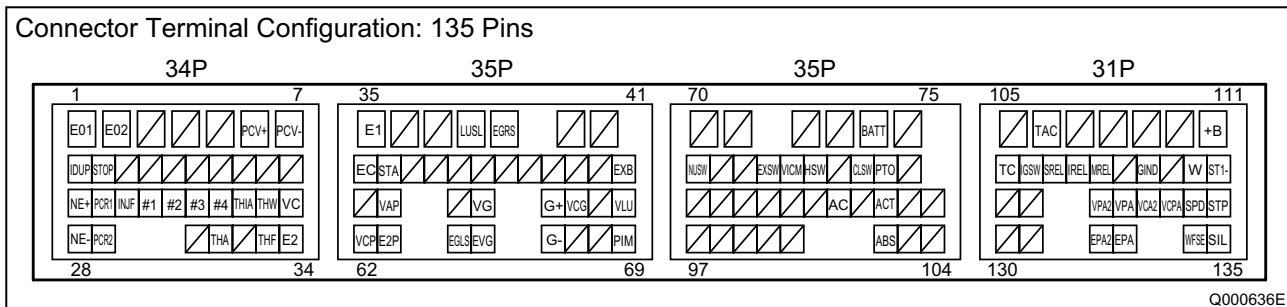 Connector Terminal Configuration: 135 Pins
34P 35P 35P 31P
1 7 35 41 70 75 105 111
E01 E02 PCV+ PCV- E1 LUSL EGRS BATT TAC +B
IDUP STOP EC STA EXB NUSW EXSW VICM HSW CLSW PTO TC IGSW SREL IREL MREL GIND W ST1-
NE+ PCR1 INJF #1 #2 #3 #4 THIA THW VC VAP VG G+ VCG VLU AC ACT VPA2 VPA VCA2 VCPA SPD STP
NE- PCR2 THA THF E2 VCP E2P EGLS EVG G- PIM ABS EPA2 EPA WFSE SIL
28 34 62 69 97 104 130 135
Q000636E